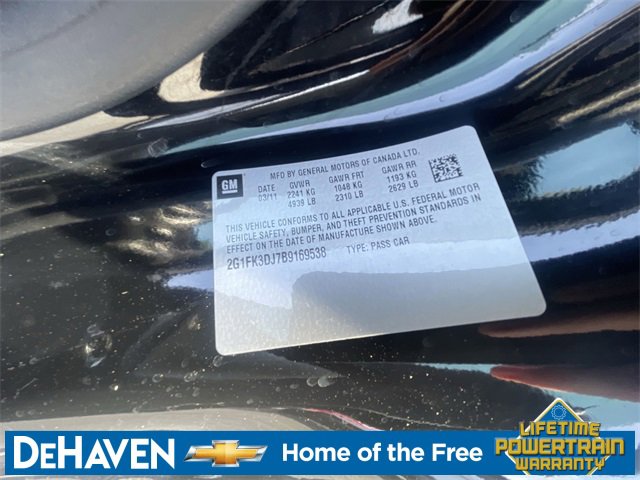 MFD BY GENERAL MOTORS OF CANADA LTD.
GM
DATE GVWR GAWR FRT GAWR RR
03/11 2241 KG 1048 KG 1193 KG
4939 LB 2310 LB 2629 LB
THIS VEHICLE CONFORMS TO ALL APPLICABLE U.S. FEDERAL MOTOR
VEHICLE SAFETY, BUMPER, AND THEFT PREVENTION STANDARDS IN
EFFECT ON THE DATE OF MANUFACTURE SHOWN ABOVE.
2G1FK3DJ7B9169538 TYPE: PASS CAR
DEHAVEN Home of the Free
LIFETIME
POWERTRAIN
WARRANTY